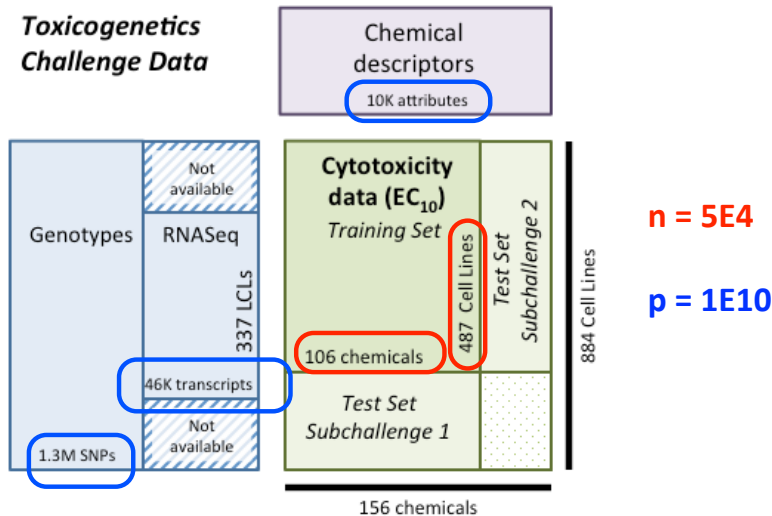 Toxicogenetics
Challenge Data
Chemical
descriptors
10K attributes
Not
available
Genotypes
RNASeq
337 LCLs
46K transcripts
Not
available
1.3M SNPs
Cytotoxicity
data (EC10)
Training Set
487 Cell Lines
106 chemicals
Test Set
Subchallenge 2
Test Set
Subchallenge 1
884 Cell Lines
156 chemicals
n = 5E4
p = 1E10